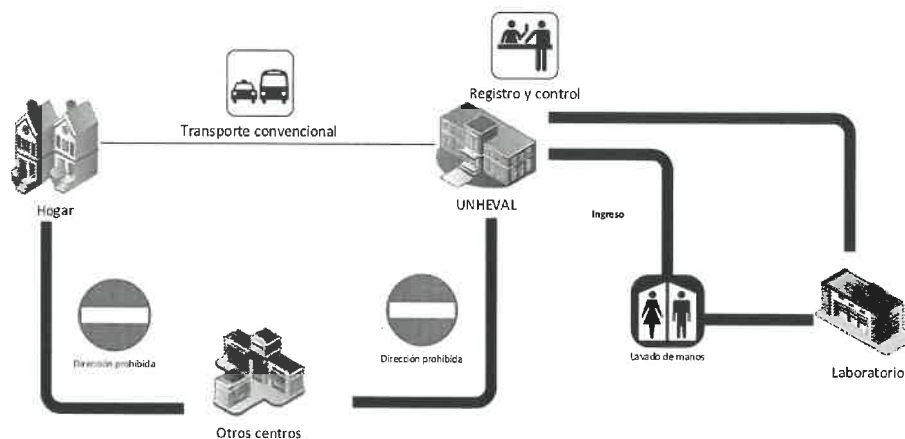 Registro y control
Transporte convencional
Hogar
UNHEVAL
Ingreso
Dirección prohibida
Dirección prohibida
Lavado de manos
Laboratorio
Otros centros